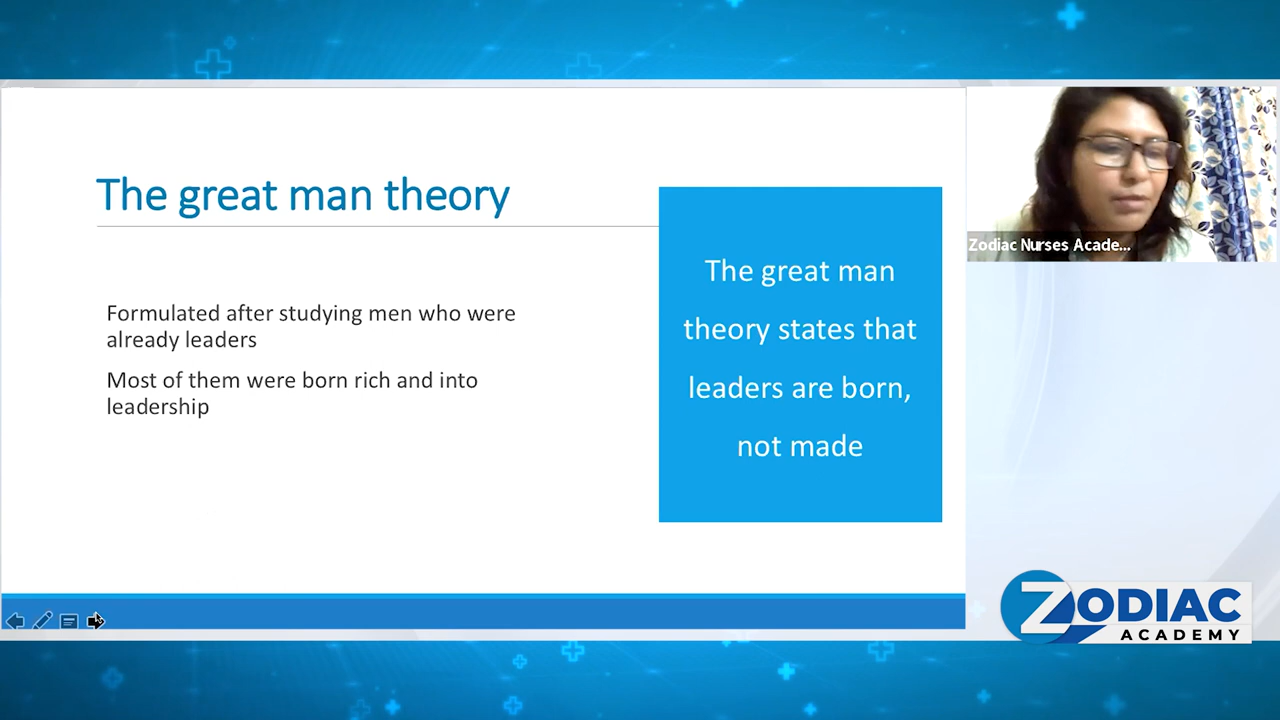 The great man theory
Formulated after studying men who were
already leaders
Most of them were born rich and into
leadership
The great man
theory states that
leaders are born,
not made
Zodiac Nurses Acade...
ZODIAC
ACADEMY